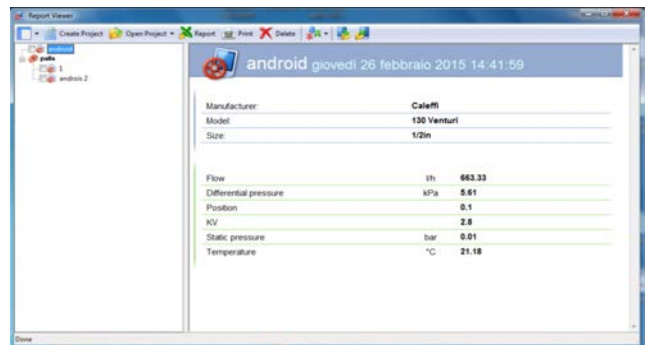 Report Viewer
Create Project Open Project Report Print Delete
android
palls
1
androis 2
android giovedì 26 febbraio 2015 14:41:59
Manufacturer: Caleffi
Model: 130 Venturi
Size: 1/2in
Flow l/h 663.33
Differential pressure kPa 5.61
Position 0.1
KV 2.8
Static pressure bar 0.01
Temperature °C 21.18
Done